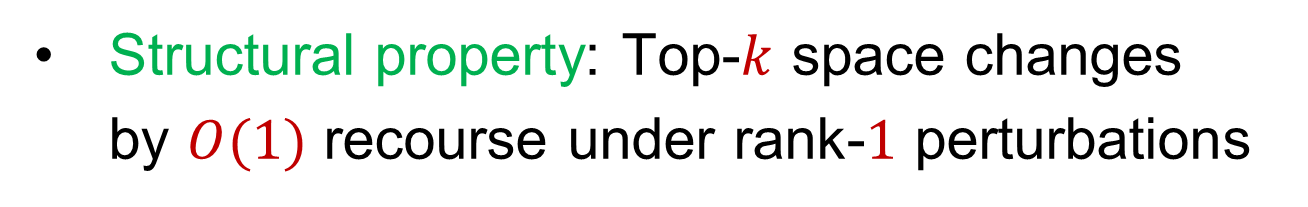 • Structural property: Top-k space changes
by O(1) recourse under rank-1 perturbations